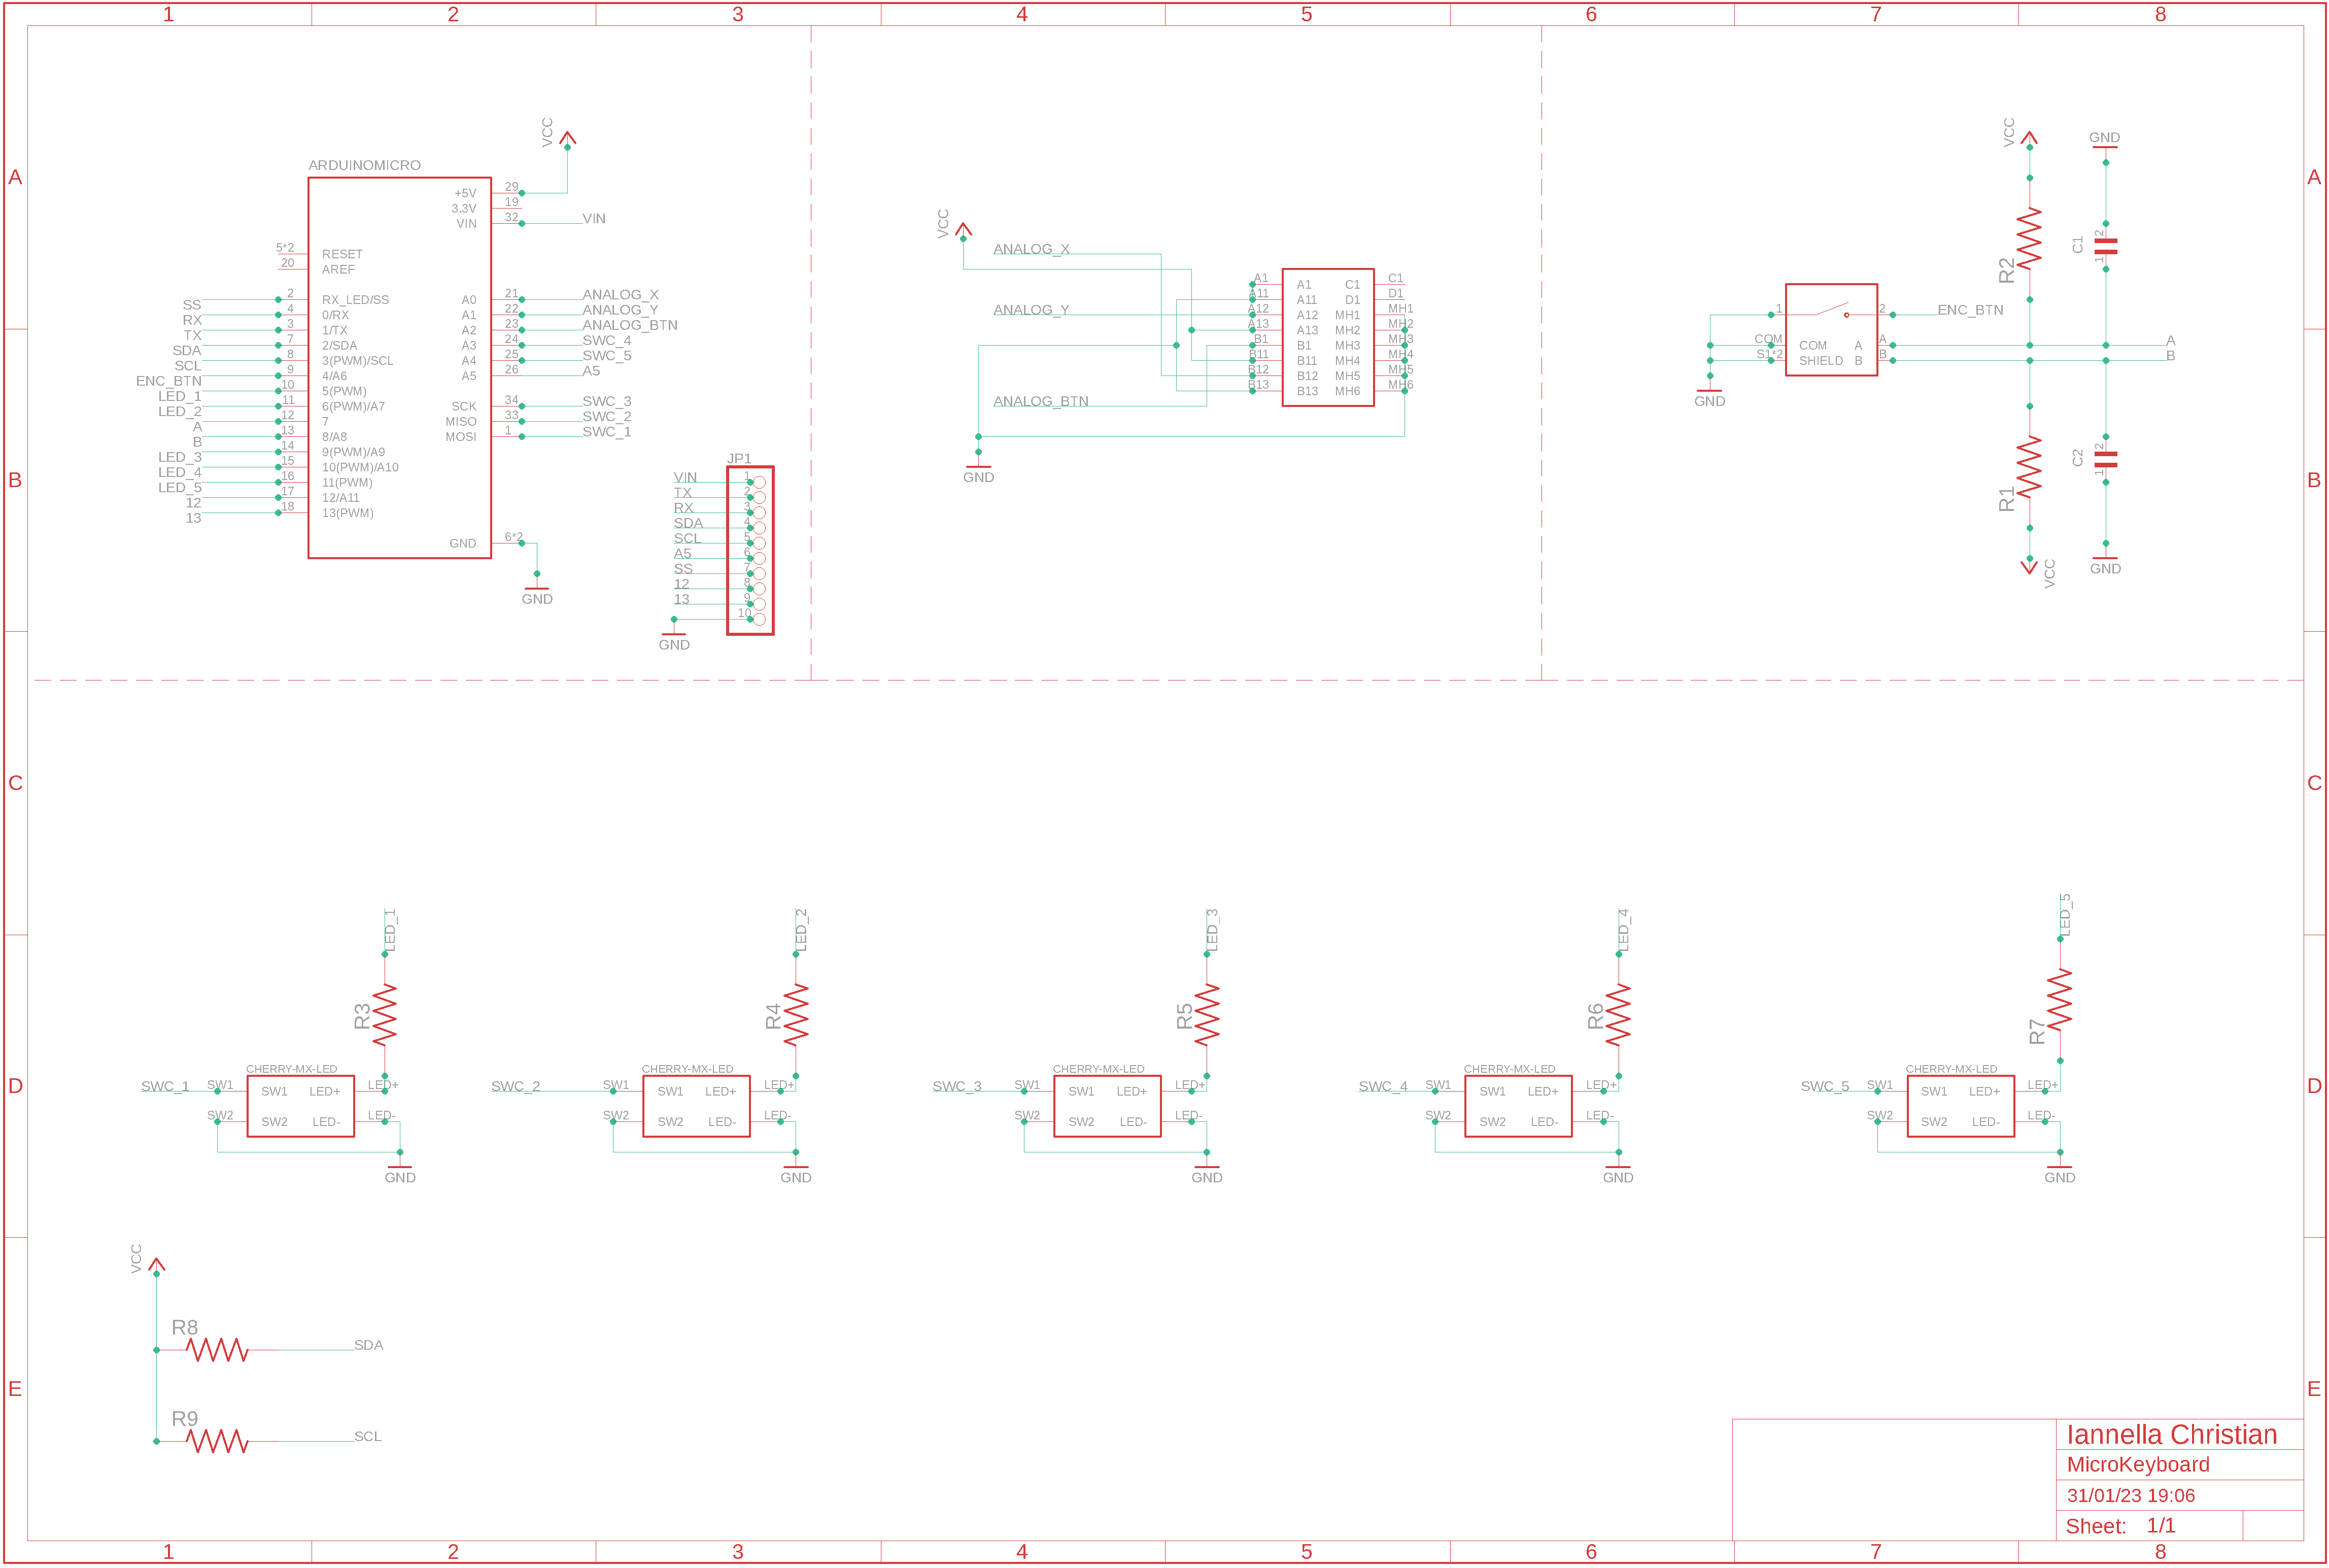 1 2 3 4 5 6 7 8
A
B
C
D
E
A
B
C
D
E
1 2 3 4 5 6 7 8
ARDUINOMICRO
VCC
+5V 29
3.3V 19
VIN 32 VIN
5*2 RESET
20 AREF
SS 2 RX_LED/SS
RX 4 0/RX
TX 3 1/TX
SDA 7 2/SDA
SCL 8 3(PWM)/SCL
ENC_BTN 9 4/A6
LED_1 10 5(PWM)
LED_2 11 6(PWM)/A7
A 12 7
B 13 8/A8
LED_3 14 9(PWM)/A9
LED_4 15 10(PWM)/A10
LED_5 16 11(PWM)
12 17 12/A11
13 18 13(PWM)
A0 21 ANALOG_X
A1 22 ANALOG_Y
A2 23 ANALOG_BTN
A3 24 SWC_4
A4 25 SWC_5
A5 26 A5
SCK 34 SWC_3
MISO 33 SWC_2
MOSI 1 SWC_1
GND 6*2
GND
JP1
VIN 1
TX 2
RX 3
SDA 4
SCL 5
A5 6
SS 7
12 8
13 9
10
GND
VCC
ANALOG_X
ANALOG_Y
ANALOG_BTN
GND
A1 A1 C1 C1
A11 A11 D1 D1
A12 A12 MH1 MH1
A13 A13 MH2 MH2
B1 B1 MH3 MH3
B11 B11 MH4 MH4
B12 B12 MH5 MH5
B13 B13 MH6 MH6
VCC
GND
R2
C1
2
1
1 2 ENC_BTN
COM COM A A A
S1*2 SHIELD B B B
GND
R1
C2
2
1
VCC
GND
LED_1
R3
CHERRY-MX-LED
SWC_1 SW1 SW1 LED+ LED+
SW2 SW2 LED- LED-
GND
LED_2
R4
CHERRY-MX-LED
SWC_2 SW1 SW1 LED+ LED+
SW2 SW2 LED- LED-
GND
LED_3
R5
CHERRY-MX-LED
SWC_3 SW1 SW1 LED+ LED+
SW2 SW2 LED- LED-
GND
LED_4
R6
CHERRY-MX-LED
SWC_4 SW1 SW1 LED+ LED+
SW2 SW2 LED- LED-
GND
LED_5
R7
CHERRY-MX-LED
SWC_5 SW1 SW1 LED+ LED+
SW2 SW2 LED- LED-
GND
VCC
R8
SDA
R9
SCL
Iannella Christian
MicroKeyboard
31/01/23 19:06
Sheet: 1/1